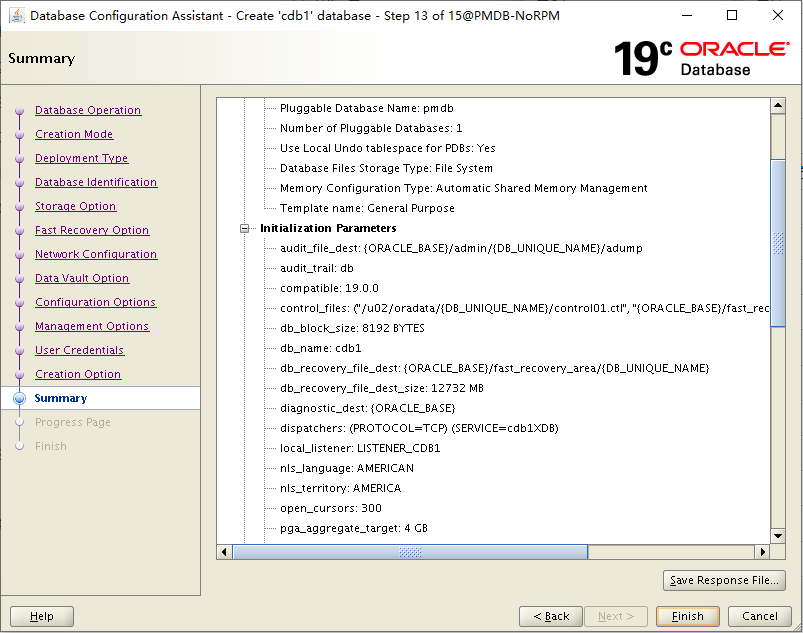 Database Configuration Assistant - Create 'cdb1' database - Step 13 of 15@PMDB-NoRPM
Summary
19c ORACLE
Database
Database Operation
Creation Mode
Deployment Type
Database Identification
Storage Option
Fast Recovery Option
Network Configuration
Data Vault Option
Configuration Options
Management Options
User Credentials
Creation Option
Summary
Progress Page
Finish
Pluggable Database Name: pmdb
Number of Pluggable Databases: 1
Use Local Undo tablespace for PDBs: Yes
Database Files Storage Type: File System
Memory Configuration Type: Automatic Shared Memory Management
Template name: General Purpose
Initialization Parameters
audit_file_dest: {ORACLE_BASE}/admin/{DB_UNIQUE_NAME}/adump
audit_trail: db
compatible: 19.0.0
control_files: ("/u02/oradata/{DB_UNIQUE_NAME}/control01.ctl", "{ORACLE_BASE}/fast_rec
db_block_size: 8192 BYTES
db_name: cdb1
db_recovery_file_dest: {ORACLE_BASE}/fast_recovery_area/{DB_UNIQUE_NAME}
db_recovery_file_dest_size: 12732 MB
diagnostic_dest: {ORACLE_BASE}
dispatchers: (PROTOCOL=TCP) (SERVICE=cdb1XDB)
local_listener: LISTENER_CDB1
nls_language: AMERICAN
nls_territory: AMERICA
open_cursors: 300
pga_aggregate_target: 4 GB
Save Response File...
Help
< Back
Next >
Finish
Cancel